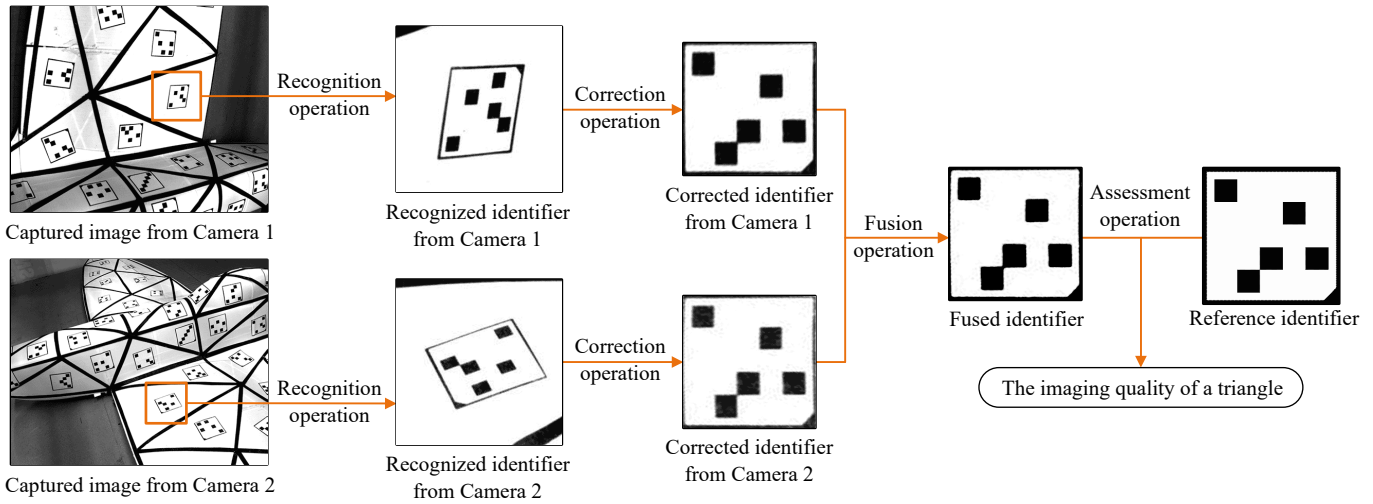 Captured image from Camera 1
Recognition
operation
Recognized identifier
from Camera 1
Correction
operation
Corrected identifier
from Camera 1
Captured image from Camera 2
Recognition
operation
Recognized identifier
from Camera 2
Correction
operation
Corrected identifier
from Camera 2
Fusion
operation
Fused identifier
Assessment
operation
Reference identifier
The imaging quality of a triangle